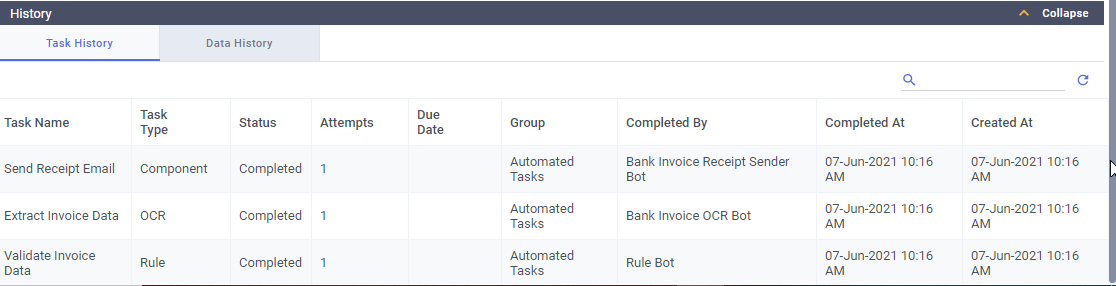 History
Collapse
Task History
Data History
Task Name
Task
Type
Status
Attempts
Due
Date
Group
Completed By
Completed At
Created At
Send Receipt Email
Component
Completed
1
Automated
Tasks
Bank Invoice Receipt Sender
Bot
07-Jun-2021 10:16
AM
07-Jun-2021 10:16
AM
Extract Invoice Data
OCR
Completed
1
Automated
Tasks
Bank Invoice OCR Bot
07-Jun-2021 10:16
AM
07-Jun-2021 10:16
AM
Validate Invoice
Data
Rule
Completed
1
Automated
Tasks
Rule Bot
07-Jun-2021 10:16
AM
07-Jun-2021 10:16
AM